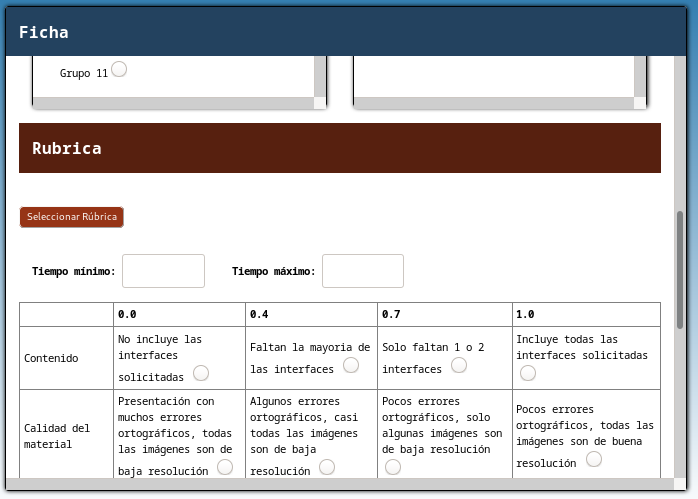 Ficha
Grupo 11
Rubrica
Seleccionar Rúbrica
Tiempo mínimo:
Tiempo máximo:
0.0
0.4
0.7
1.0
Contenido
No incluye las
interfaces
solicitadas
Faltan la mayoria de
las interfaces
Solo faltan 1 o 2
interfaces
Incluye todas las
interfaces solicitadas
Calidad del
material
Presentación con
muchos errores
ortográficos, todas
las imágenes son de
baja resolución
Algunos errores
ortográficos, casi
todas las imágenes
son de baja
resolución
Pocos errores
ortográficos, solo
algunas imágenes son
son de baja resolución
Pocos errores
ortográficos, todas las
imágenes son de buena
resolución